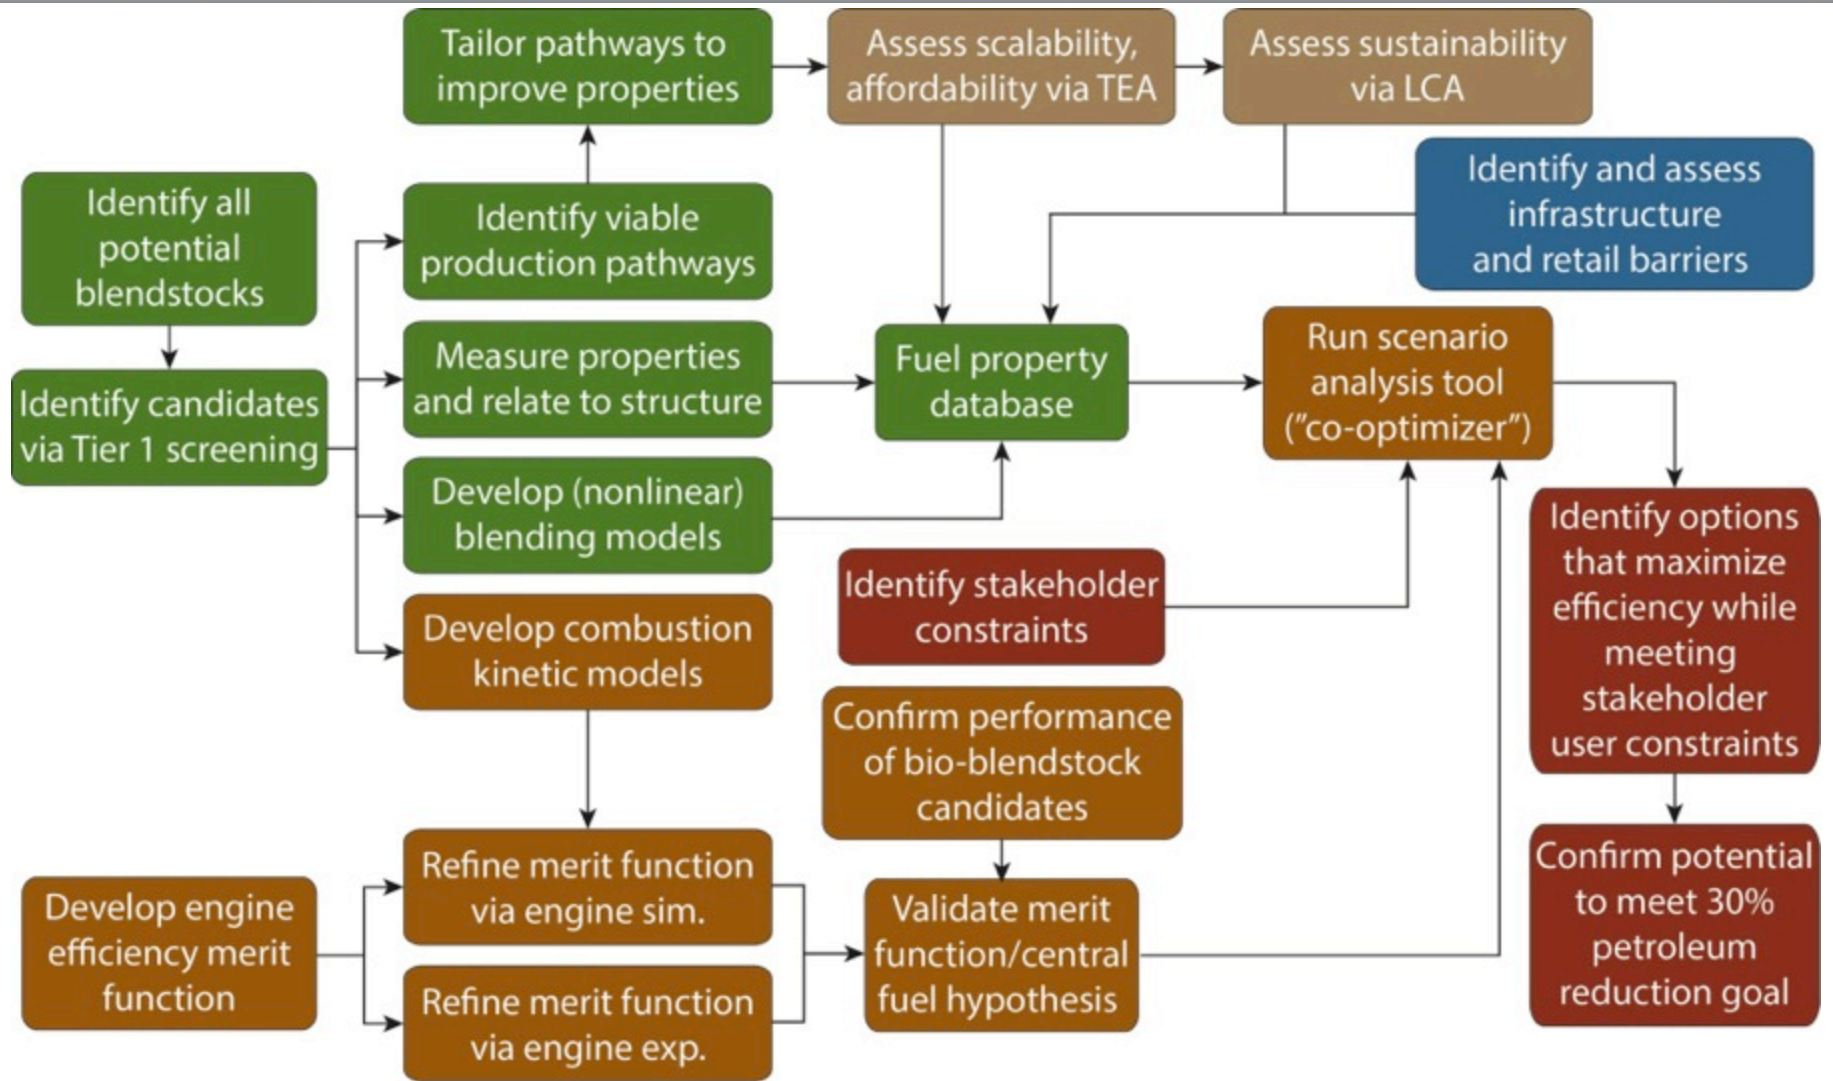 Tailor pathways to
improve properties
Assess scalability,
affordability via TEA
Assess sustainability
via LCA
Identify and assess
infrastructure
and retail barriers
Identify all
potential
blendstocks
Identify viable
production pathways
Identify candidates
via Tier 1 screening
Measure properties
and relate to structure
Fuel property
database
Run scenario
analysis tool
(”co-optimizer”)
Develop (nonlinear)
blending models
Identify stakeholder
constraints
Identify options
that maximize
efficiency while
meeting
stakeholder
user constraints
Develop combustion
kinetic models
Confirm performance
of bio-blendstock
candidates
Develop engine
efficiency merit
function
Refine merit function
via engine sim.
Refine merit function
via engine exp.
Validate merit
function/central
fuel hypothesis
Confirm potential
to meet 30%
petroleum
reduction goal